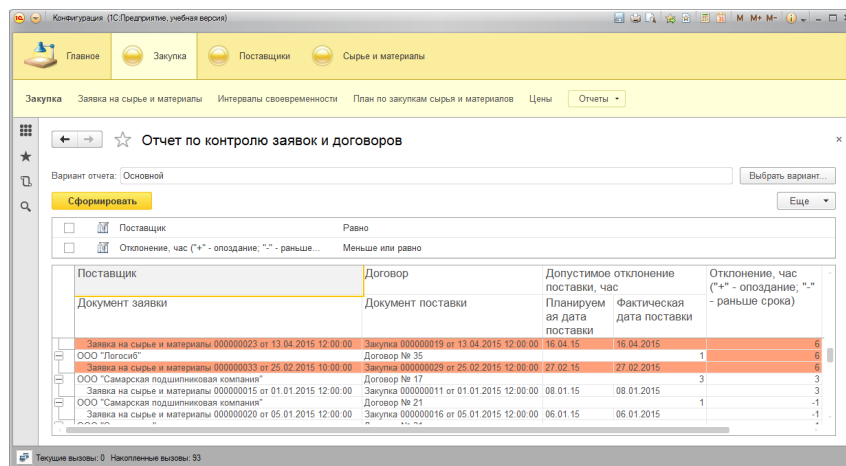 Конфигурация (1С:Предприятие, учебная версия)
M M+ M-
Главное Закупка Поставщики Сырье и материалы
Закупка Заявка на сырье и материалы Интервалы своевременности План по закупкам сырья и материалов Цены Отчеты
Отчет по контролю заявок и договоров
Вариант отчета: Основной Выбрать вариант...
Сформировать Еще
Поставщик Равно
Отклонение, час ("+" - опоздание; "-" - раньше... Меньше или равно
Поставщик Договор Допустимое отклонение Отклонение, час
поставки, час ("+" - опоздание; "-"
Документ заявки Документ поставки Планируем Фактическая - раньше срока)
ая дата дата поставки
поставки
Заявка на сырье и материалы 000000023 от 13.04.2015 12:00:00 Закупка 000000019 от 13.04.2015 12:00:00 16.04.15 16.04.2015 6
ООО "Логосиб" Договор № 35 1 6
Заявка на сырье и материалы 000000033 от 25.02.2015 10:00:00 Закупка 000000029 от 25.02.2015 10:00:00 27.02.15 27.02.2015 6
ООО "Самарская подшипниковая компания" Договор № 17 3 3
Заявка на сырье и материалы 000000015 от 01.01.2015 12:00:00 Закупка 000000011 от 01.01.2015 12:00:00 08.01.15 08.01.2015 3
ООО "Самарская подшипниковая компания" Договор № 21 1 -1
Заявка на сырье и материалы 000000020 от 05.01.2015 12:00:00 Закупка 000000016 от 05.01.2015 12:00:00 06.01.15 06.01.2015 -1
Текущие вызовы: 0 Накопленные вызовы: 93